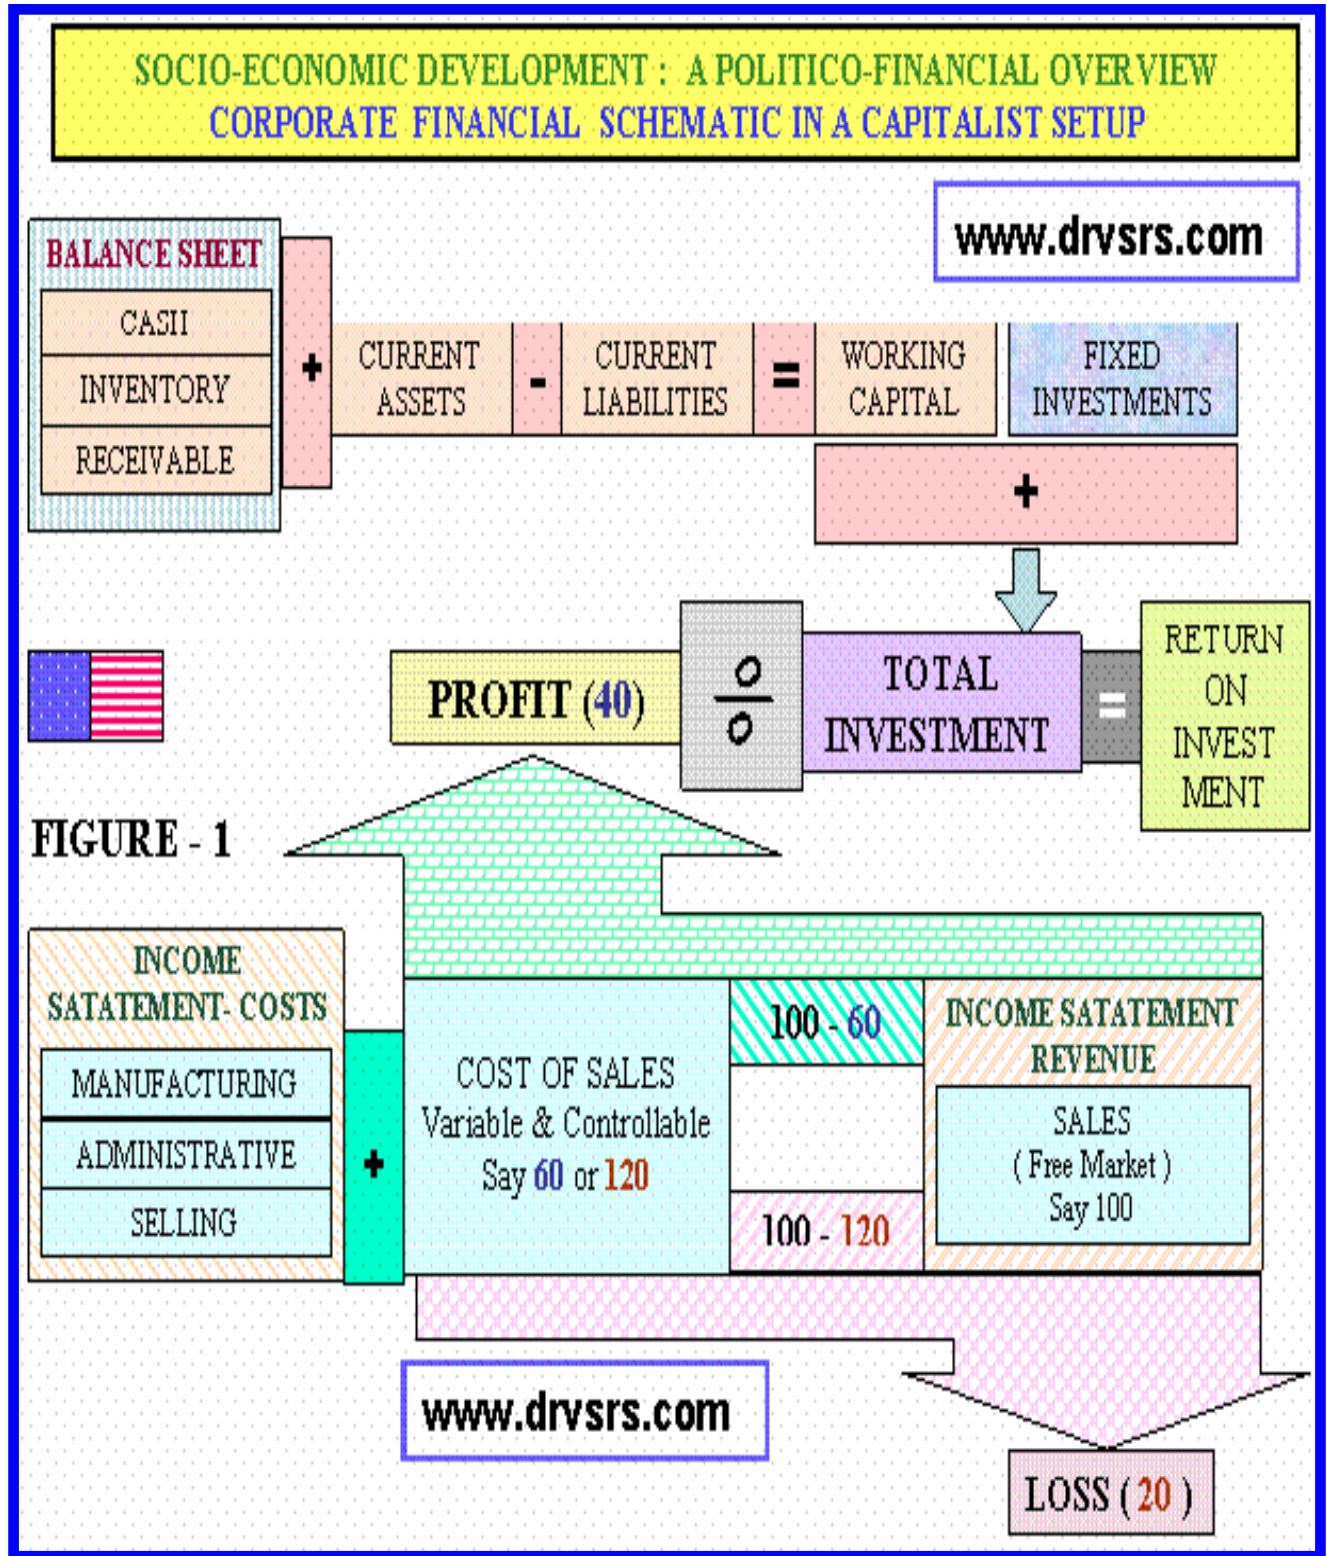 SOCIO-ECONOMIC DEVELOPMENT : A POLITICO-FINANCIAL OVERVIEW
CORPORATE FINANCIAL SCHEMATIC IN A CAPITALIST SETUP
www.drvsrs.com
BALANCE SHEET
CASH
INVENTORY
RECEIVABLE
+
CURRENT
ASSETS
-
CURRENT
LIABILITIES
=
WORKING
CAPITAL
FIXED
INVESTMENTS
+
PROFIT (40)
÷
TOTAL
INVESTMENT
=
RETURN
ON
INVEST
MENT
FIGURE - 1
INCOME
SATATEMENT- COSTS
MANUFACTURING
ADMINISTRATIVE
SELLING
+
COST OF SALES
Variable & Controllable
Say 60 or 120
100 - 60
100 - 120
INCOME SATATEMENT
REVENUE
SALES
( Free Market )
Say 100
www.drvsrs.com
LOSS ( 20 )